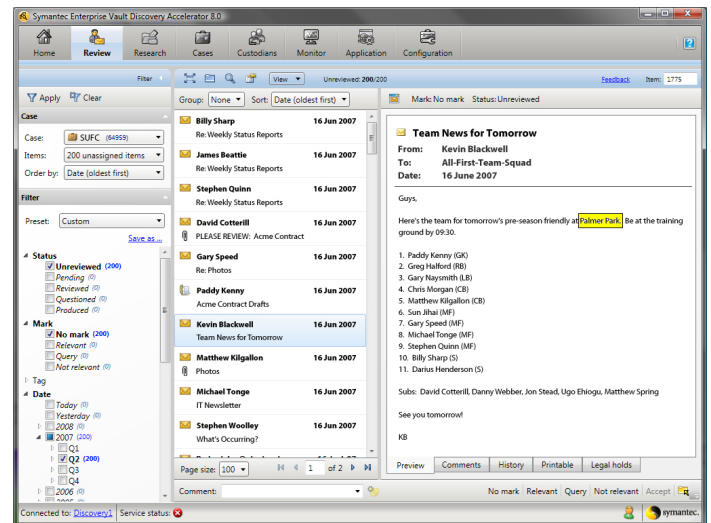 Symantec Enterprise Vault Discovery Accelerator 8.0
Home
Review
Research
Cases
Custodians
Monitor
Application
Configuration
Filter
View
Unreviewed: 200/200
Feedback
Item: 1775
Apply
Clear
Group: None
Sort: Date (oldest first)
Mark: No mark Status: Unreviewed
Case
Case: SUFC (64959)
Items: 200 unassigned items
Order by: Date (oldest first)
Filter
Preset: Custom
Save as ...
Status
Unreviewed (200)
Pending (0)
Reviewed (0)
Questioned (0)
Produced (0)
Mark
No mark (200)
Relevant (0)
Query (0)
Not relevant (0)
Tag
Date
Today (0)
Yesterday (0)
2008 (0)
2007 (200)
Q1
Q2 (200)
Q3
Q4
2006 (0)
Billy Sharp 16 Jun 2007
Re: Weekly Status Reports
James Beattie 16 Jun 2007
Re: Weekly Status Reports
Stephen Quinn 16 Jun 2007
Re: Weekly Status Reports
David Cotterill 16 Jun 2007
PLEASE REVIEW: Acme Contract
Gary Speed 16 Jun 2007
Re: Photos
Paddy Kenny 16 Jun 2007
Acme Contract Drafts
Kevin Blackwell 16 Jun 2007
Team News for Tomorrow
Matthew Kilgallon 16 Jun 2007
Photos
Michael Tonge 16 Jun 2007
IT Newsletter
Stephen Woolley 16 Jun 2007
What's Occurring?
Page size: 100
1 of 2
Team News for Tomorrow
From: Kevin Blackwell
To: All-First-Team-Squad
Date: 16 June 2007
Guys,
Here's the team for tomorrow's pre-season friendly at Palmer Park. Be at the training
ground by 09:30.
1. Paddy Kenny (GK)
2. Greg Halford (RB)
3. Gary Naysmith (LB)
4. Chris Morgan (CB)
5. Matthew Kilgallon (CB)
6. Sun Jihai (MF)
7. Gary Speed (MF)
8. Michael Tonge (MF)
9. Stephen Quinn (MF)
10. Billy Sharp (S)
11. Darius Henderson (S)
Subs: David Cotterill, Danny Webber, Jon Stead, Ugo Ehiogu, Matthew Spring
See you tomorrow!
KB
Preview
Comments
History
Printable
Legal holds
Comment:
No mark
Relevant
Query
Not relevant
Accept
Connected to: Discovery1
Service status:
symantec.